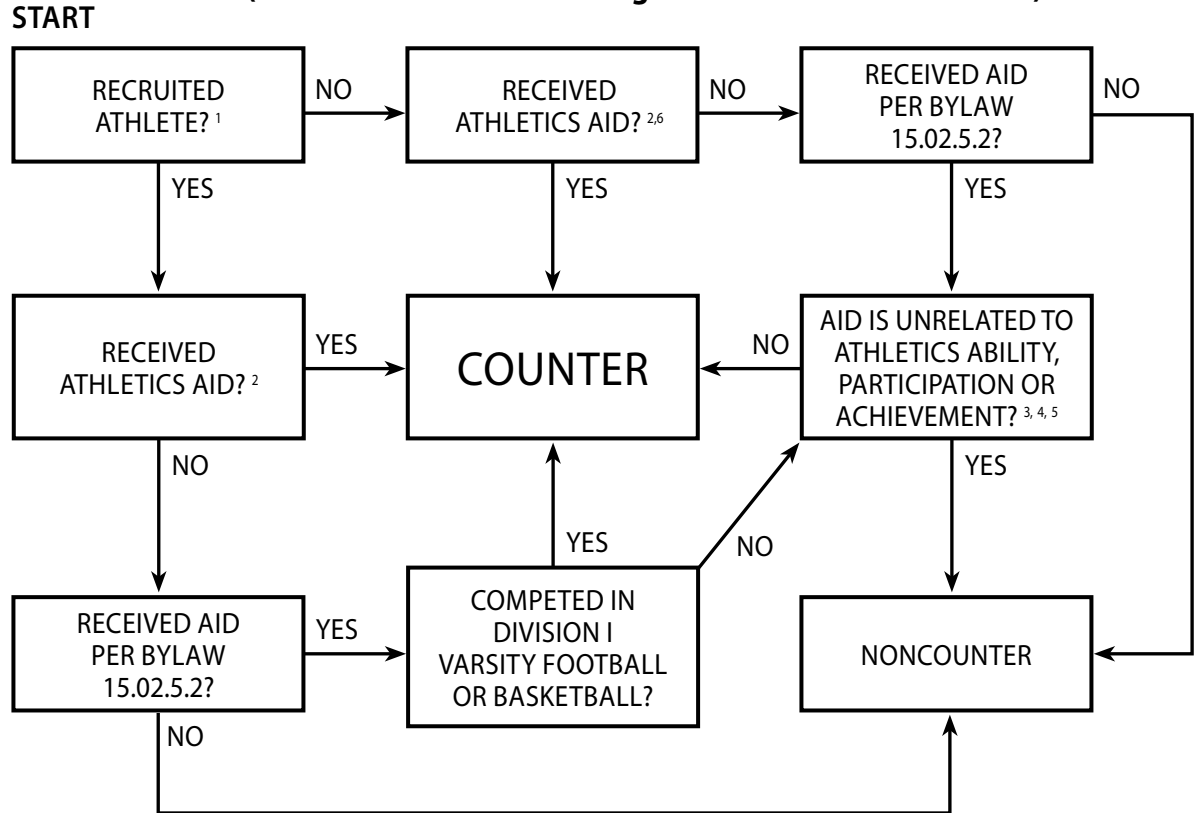 START
RECRUITED
ATHLETE? 1
NO
RECEIVED
ATHLETICS AID? 2,6
NO
RECEIVED AID
PER BYLAW
15.02.5.2?
NO
YES
YES
YES
RECEIVED
ATHLETICS AID? 2
YES
COUNTER
NO
AID IS UNRELATED TO
ATHLETICS ABILITY,
PARTICIPATION OR
ACHIEVEMENT? 3, 4, 5
NO
YES
YES
NO
RECEIVED AID
PER BYLAW
15.02.5.2?
YES
COMPETED IN
DIVISION I
VARSITY FOOTBALL
OR BASKETBALL?
NONCOUNTER
NO